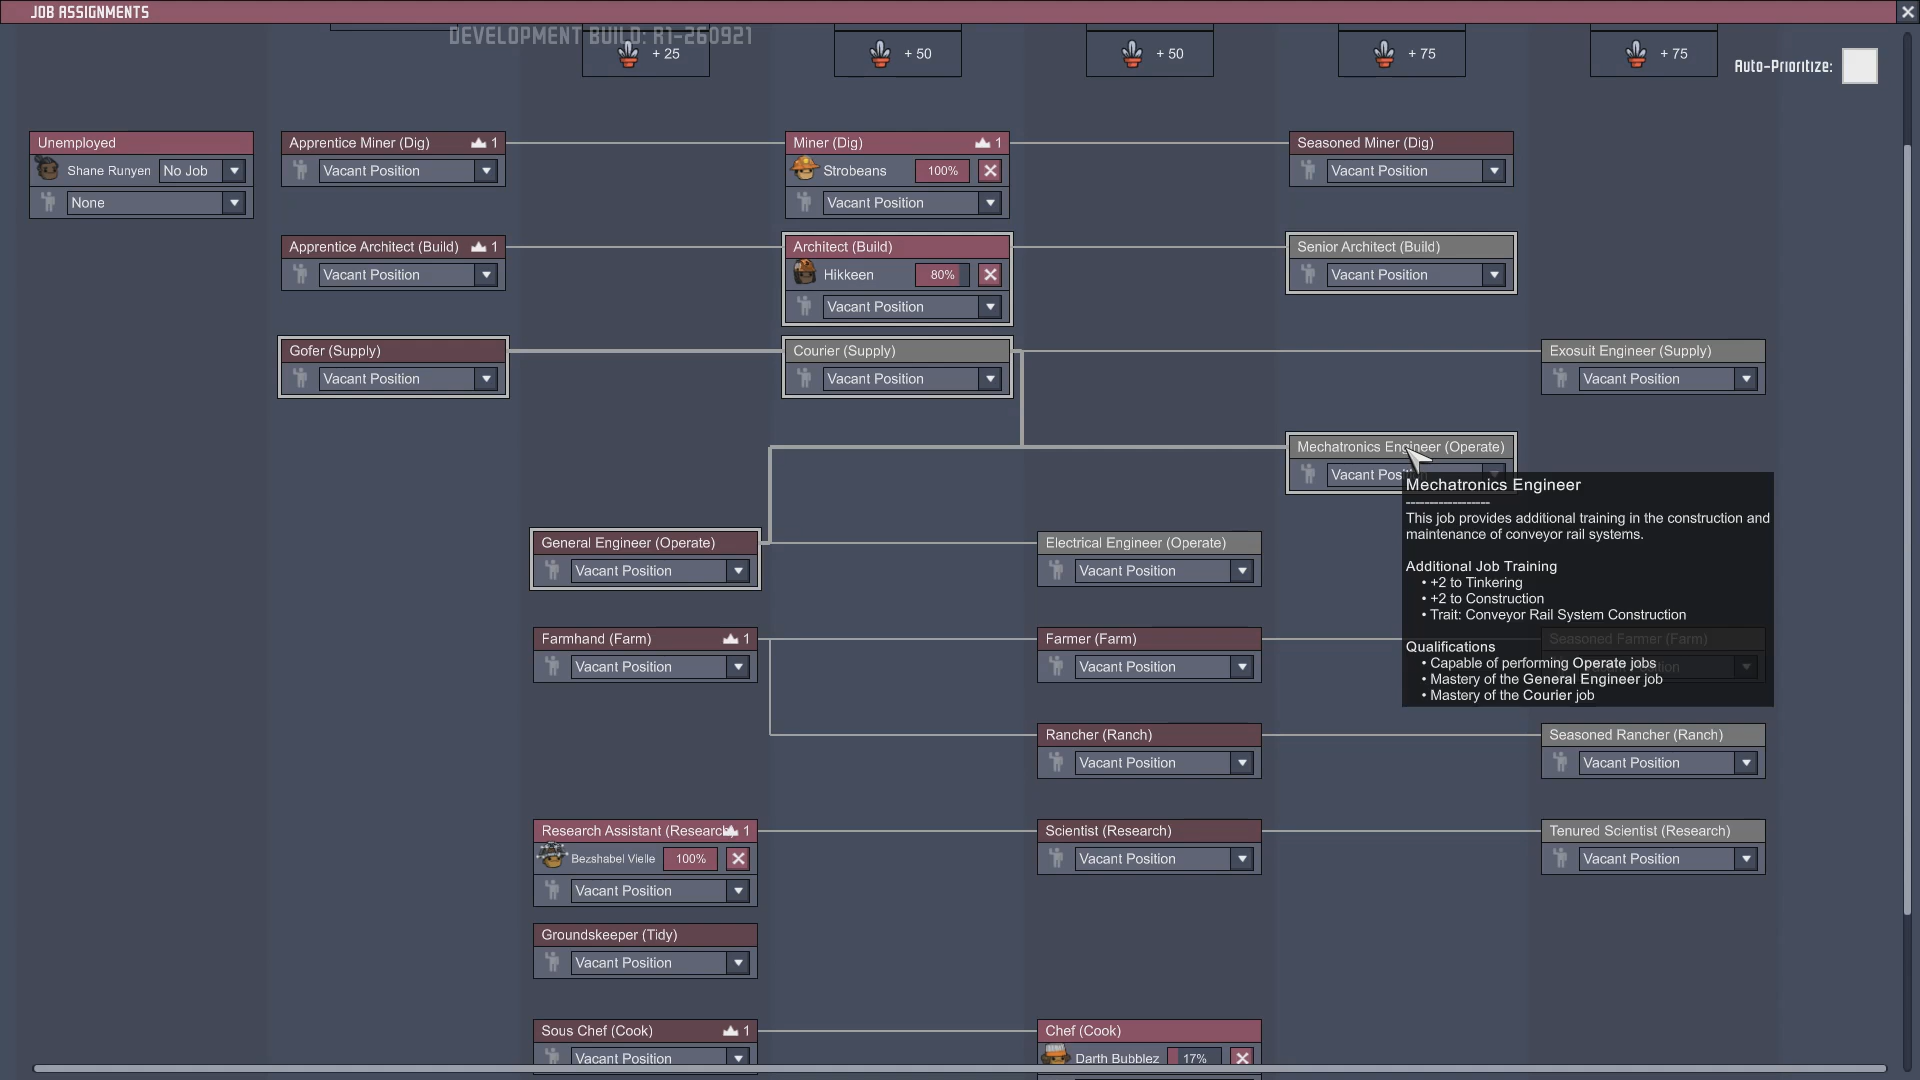 JOB ASSIGNMENTS
DEVELOPMENT BUILD: R1-260921
+ 25
+ 50
+ 50
+ 75
+ 75
Auto-Prioritize:
Unemployed
Shane Runyen No Job
None
Apprentice Miner (Dig) 1
Vacant Position
Miner (Dig) 1
Strobeans 100%
Vacant Position
Seasoned Miner (Dig)
Vacant Position
Apprentice Architect (Build) 1
Vacant Position
Architect (Build)
Hikkeen 80%
Vacant Position
Senior Architect (Build)
Vacant Position
Gofer (Supply)
Vacant Position
Courier (Supply)
Vacant Position
Exosuit Engineer (Supply)
Vacant Position
Mechatronics Engineer (Operate)
Vacant Posi
Mechatronics Engineer
------------------
This job provides additional training in the construction and
maintenance of conveyor rail systems.
Additional Job Training
• +2 to Tinkering
• +2 to Construction
• Trait: Conveyor Rail System Construction
Qualifications
• Capable of performing Operate jobs
• Mastery of the General Engineer job
• Mastery of the Courier job
General Engineer (Operate)
Vacant Position
Electrical Engineer (Operate)
Vacant Position
Farmhand (Farm) 1
Vacant Position
Farmer (Farm)
Vacant Position
Seasoned Farmer (Farm)
Rancher (Ranch)
Vacant Position
Seasoned Rancher (Ranch)
Vacant Position
Research Assistant (Research 1
Bezshabel Vielle 100%
Vacant Position
Scientist (Research)
Vacant Position
Tenured Scientist (Research)
Vacant Position
Groundskeeper (Tidy)
Vacant Position
Sous Chef (Cook) 1
Vacant Position
Chef (Cook)
Darth Bubblez 17%